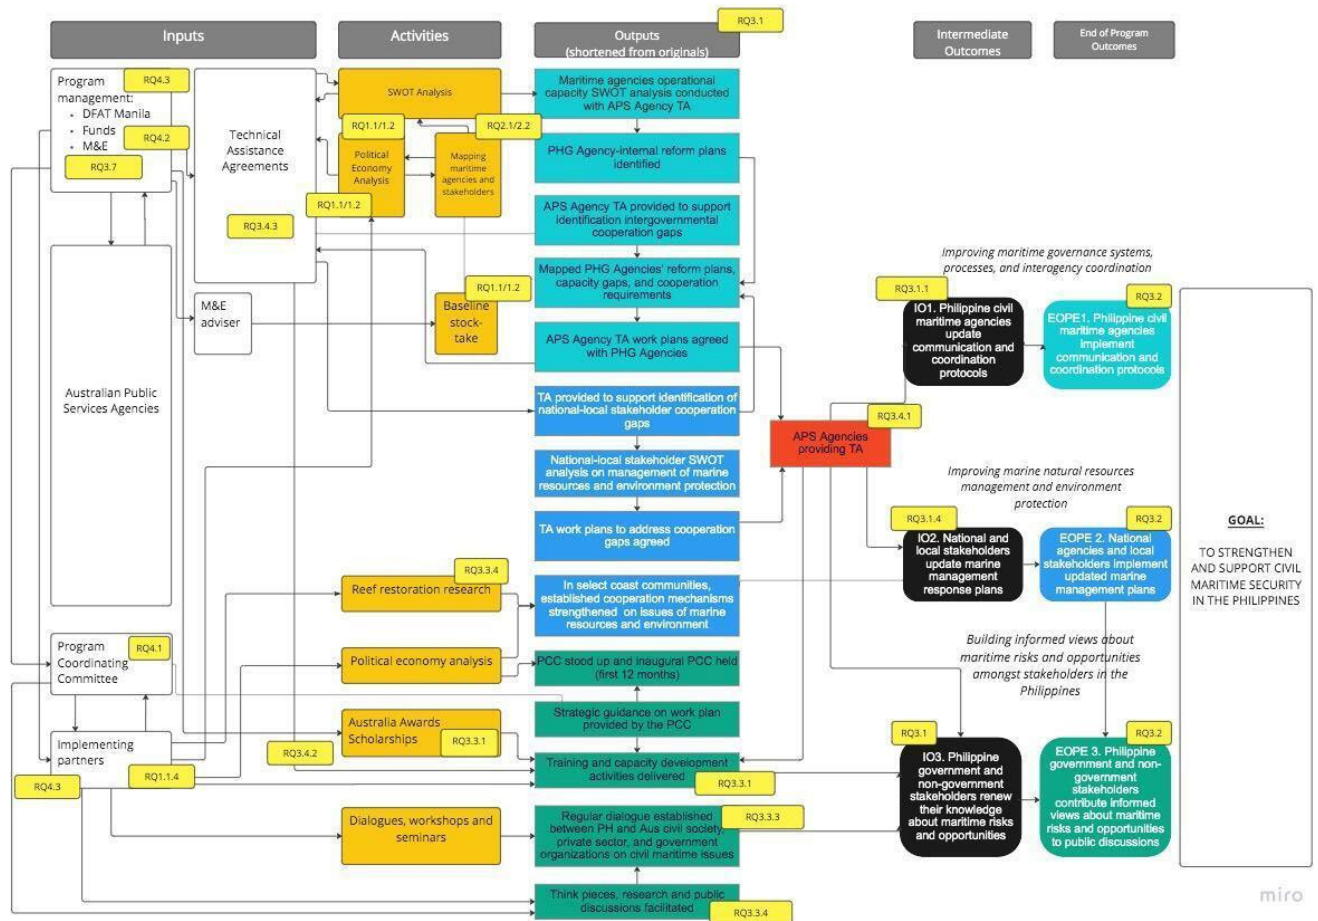 Inputs
Activities
Outputs
(shortened from originals)
RQ3.1
Intermediate
Outcomes
End of Program
Outcomes
Program
management:
• DFAT Manila
• Funds
• M&E
RQ4.3
RQ4.2
RQ3.7
Technical
Assistance
Agreements
RQ3.4.3
SWOT Analysis
RQ1.1/1.2
Political
Economy
Analysis
RQ1.1/1.2
RQ2.1/2.2
Mapping
maritime
agencies and
stakeholders
Maritime agencies operational
capacity SWOT analysis conducted
with APS Agency TA
PHG Agency-internal reform plans
identified
APS Agency TA provided to support
identification intergovernmental
cooperation gaps
Mapped PHG Agencies' reform plans,
capacity gaps, and cooperation
requirements
APS Agency TA work plans agreed
with PHG Agencies
M&E
adviser
RQ1.1/1.2
Baseline
stock-
take
Australian Public
Services Agencies
TA provided to support identification of
national-local stakeholder cooperation
gaps
National-local stakeholder SWOT
analysis on management of marine
resources and environment protection
TA work plans to address cooperation
gaps agreed
RQ3.4.1
APS Agencies
providing TA
Improving maritime governance systems,
processes, and interagency coordination
RQ3.1.1
IO1. Philippine civil
maritime agencies
update
communication and
coordination
protocols
RQ3.2
EOPE1. Philippine civil
maritime agencies
implement
communication and
coordination protocols
Improving marine natural resources
management and environment
protection
RQ3.1.4
IO2. National and
local stakeholders
update marine
management
response plans
RQ3.2
EOPE 2. National
agencies and local
stakeholders implement
updated marine
management plans
GOAL:
TO STRENGTHEN
AND SUPPORT CIVIL
MARITIME SECURITY
IN THE PHILIPPINES
RQ3.3.4
Reef restoration research
In select coast communities,
established cooperation mechanisms
strengthened on issues of marine
resources and environment
Program
Coordinating
Committee
RQ4.1
Political economy analysis
PCC stood up and inaugural PCC held
(first 12 months)
Building informed views about
maritime risks and opportunities
amongst stakeholders in the
Philippines
Australia Awards
Scholarships
RQ3.3.1
Strategic guidance on work plan
provided by the PCC
Implementing
partners
RQ4.3
RQ1.1.4
RQ3.4.2
Training and capacity development
activities delivered
RQ3.3.1
RQ3.1
IO3. Philippine
government and
non-government
stakeholders renew
their knowledge
about maritime risks
and opportunities
RQ3.2
EOPE 3. Philippine
government and non-
government
stakeholders
contribute informed
views about maritime
risks and opportunities
to public discussions
Dialogues, workshops and
seminars
Regular dialogue established
between PH and Aus civil society,
private sector, and government
organizations on civil maritime issues
RQ3.3.3
Think pieces, research and public
discussions facilitated
RQ3.3.4
miro